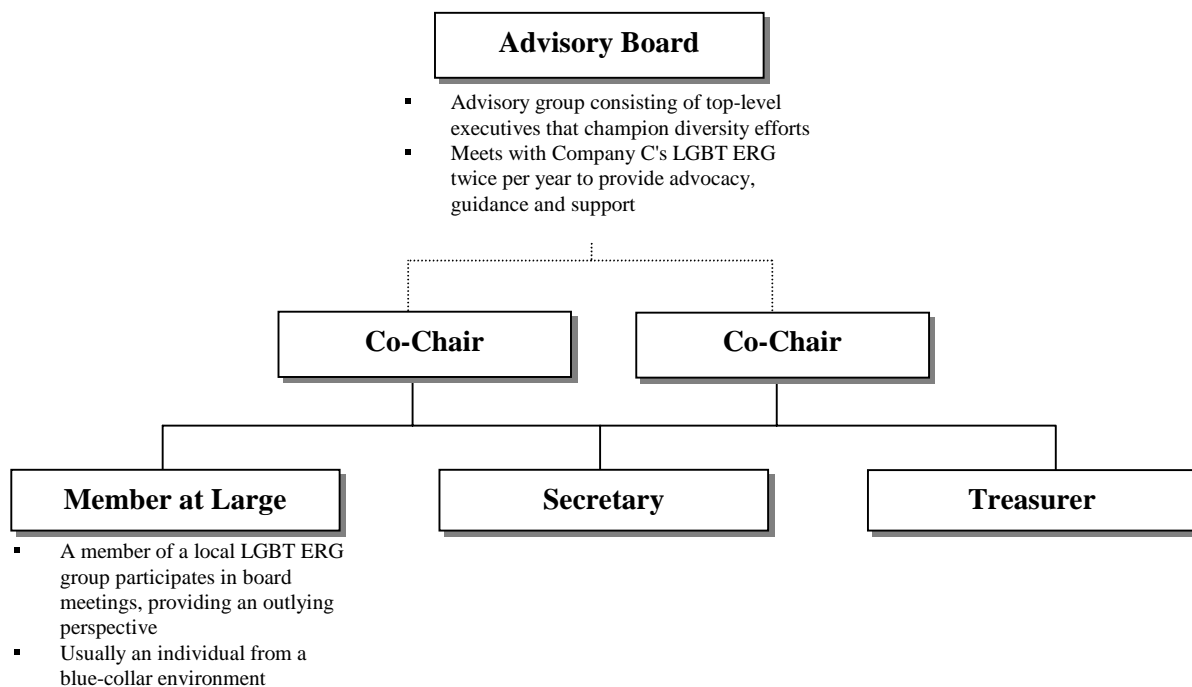 Advisory Board
▪ Advisory group consisting of top-level
executives that champion diversity efforts
▪ Meets with Company C's LGBT ERG
twice per year to provide advocacy,
guidance and support
Co-Chair
Co-Chair
Member at Large
Secretary
Treasurer
▪ A member of a local LGBT ERG
group participates in board
meetings, providing an outlying
perspective
▪ Usually an individual from a
blue-collar environment